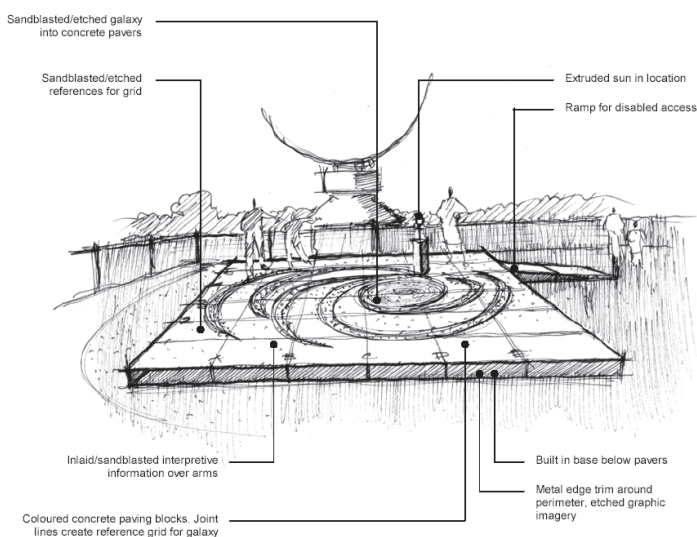 Sandblasted/etched galaxy
into concrete pavers
Sandblasted/etched
references for grid
Extruded sun in location
Ramp for disabled access
Inlaid/sandblasted interpretive
information over arms
Built in base below pavers
Metal edge trim around
perimeter, etched graphic
imagery
Coloured concrete paving blocks. Joint
lines create reference grid for galaxy